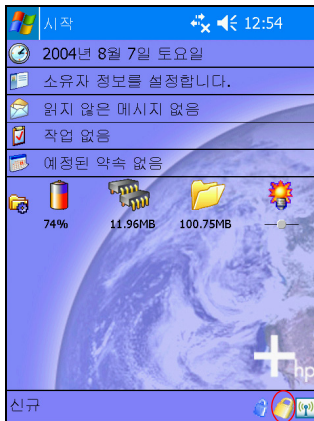 시작 12:54
2004년 8월 7일 토요일
소유자 정보를 설정합니다.
읽지 않은 메시지 없음
작업 없음
예정된 약속 없음
74% 11.96MB 100.75MB
hp
신규